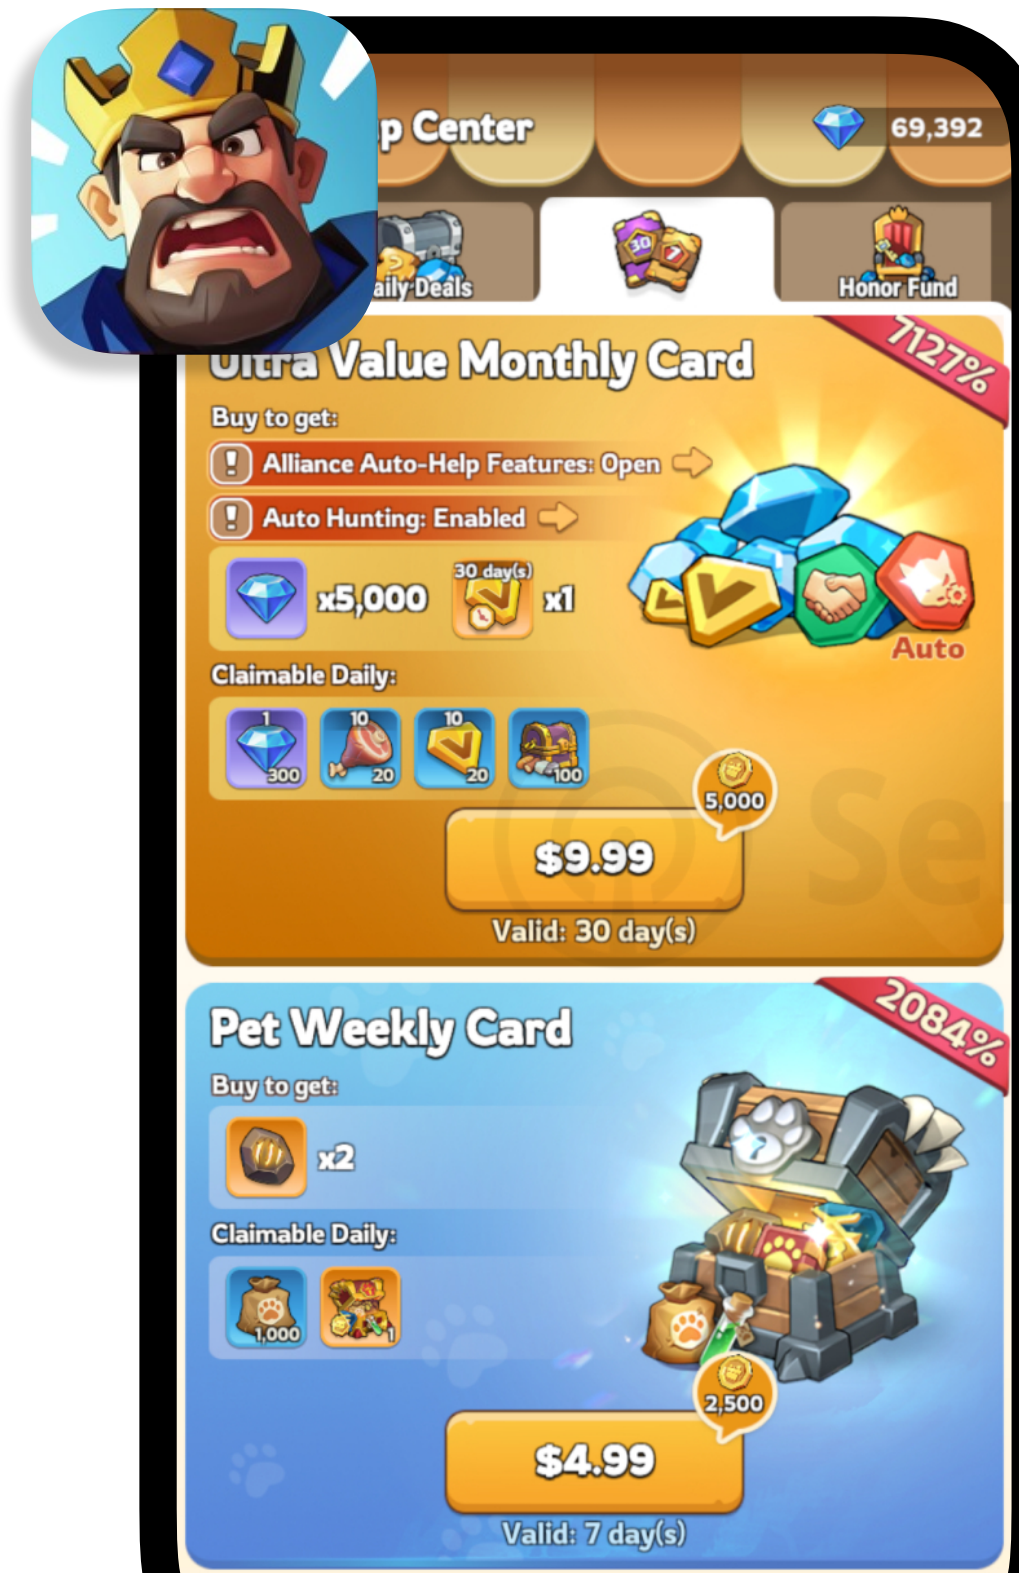 p Center
69,392
30
7
aily Deals
Honor Fund
7127%
Ultra Value Monthly Card
Buy to get:
Alliance Auto-Help Features: Open
Auto Hunting: Enabled
x5,000
30 day(s)
x1
Auto
Claimable Daily:
1
300
10
20
10
20
100
5,000
$9.99
Se
Valid: 30 day(s)
2084%
Pet Weekly Card
Buy to get:
x2
Claimable Daily:
1,000
1
2,500
$4.99
Valid: 7 day(s)